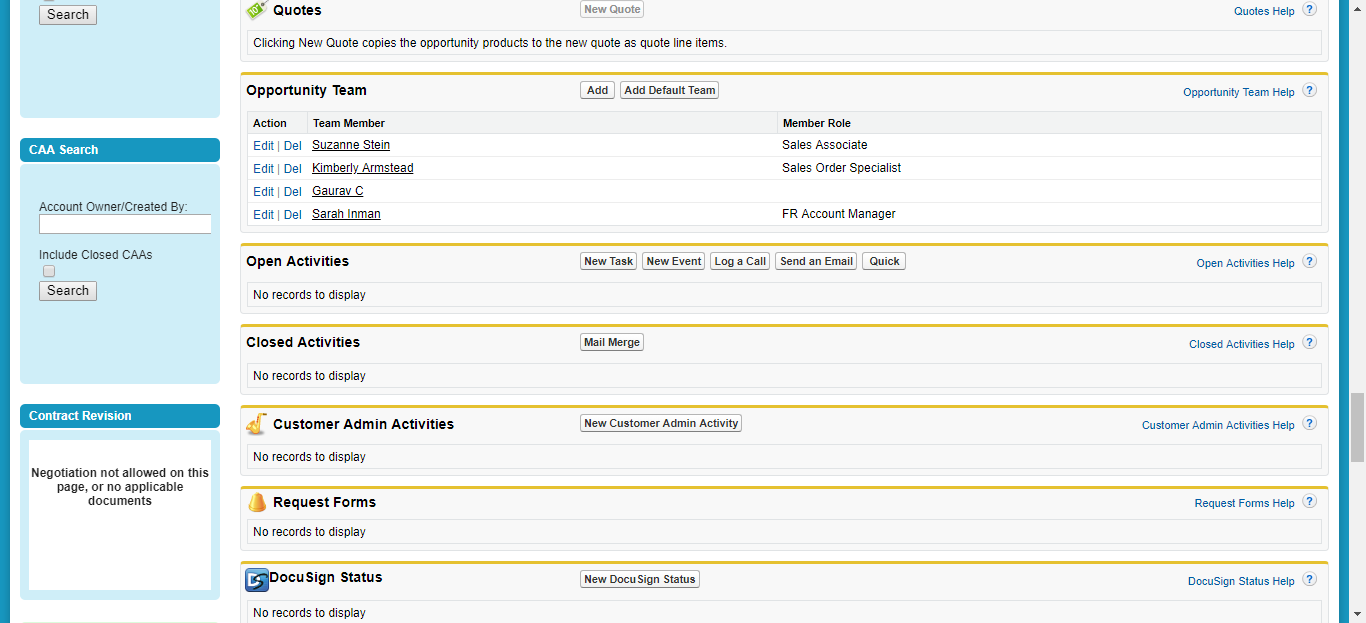 Search
CAA Search
Account Owner/Created By:
Include Closed CAAs
Search
Contract Revision
Negotiation not allowed on this
page, or no applicable
documents
Quotes New Quote Quotes Help ?
Clicking New Quote copies the opportunity products to the new quote as quote line items.
Opportunity Team Add Add Default Team Opportunity Team Help ?
Action Team Member Member Role
Edit | Del Suzanne Stein Sales Associate
Edit | Del Kimberly Armstead Sales Order Specialist
Edit | Del Gaurav C
Edit | Del Sarah Inman FR Account Manager
Open Activities New Task New Event Log a Call Send an Email Quick Open Activities Help ?
No records to display
Closed Activities Mail Merge Closed Activities Help ?
No records to display
Customer Admin Activities New Customer Admin Activity Customer Admin Activities Help ?
No records to display
Request Forms Request Forms Help ?
No records to display
DocuSign Status New DocuSign Status DocuSign Status Help ?
No records to display